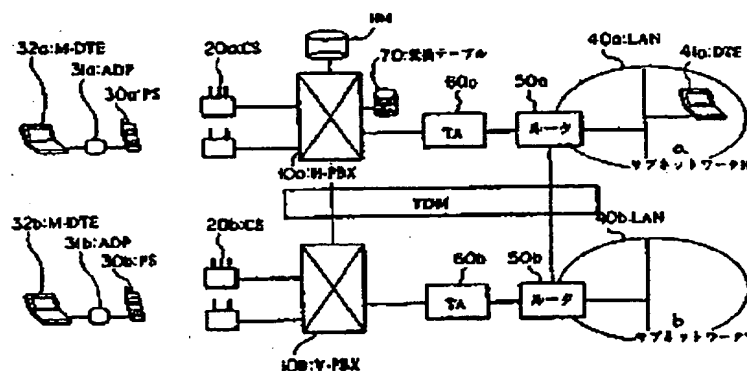 HM
32a:M-DTE
20a:CS
70:変換テーブル
40a:LAN
41a:DTE
31a:ADP
30a:PS
60a
50a
TA
ルータ
a
10a:H-PBX
サブネットワーク
TDM
40b:LAN
32b:M-DTE
20b:CS
31b:ADP
30b:PS
60b
50b
TA
ルータ
b
10b:V-PBX
サブネットワーク